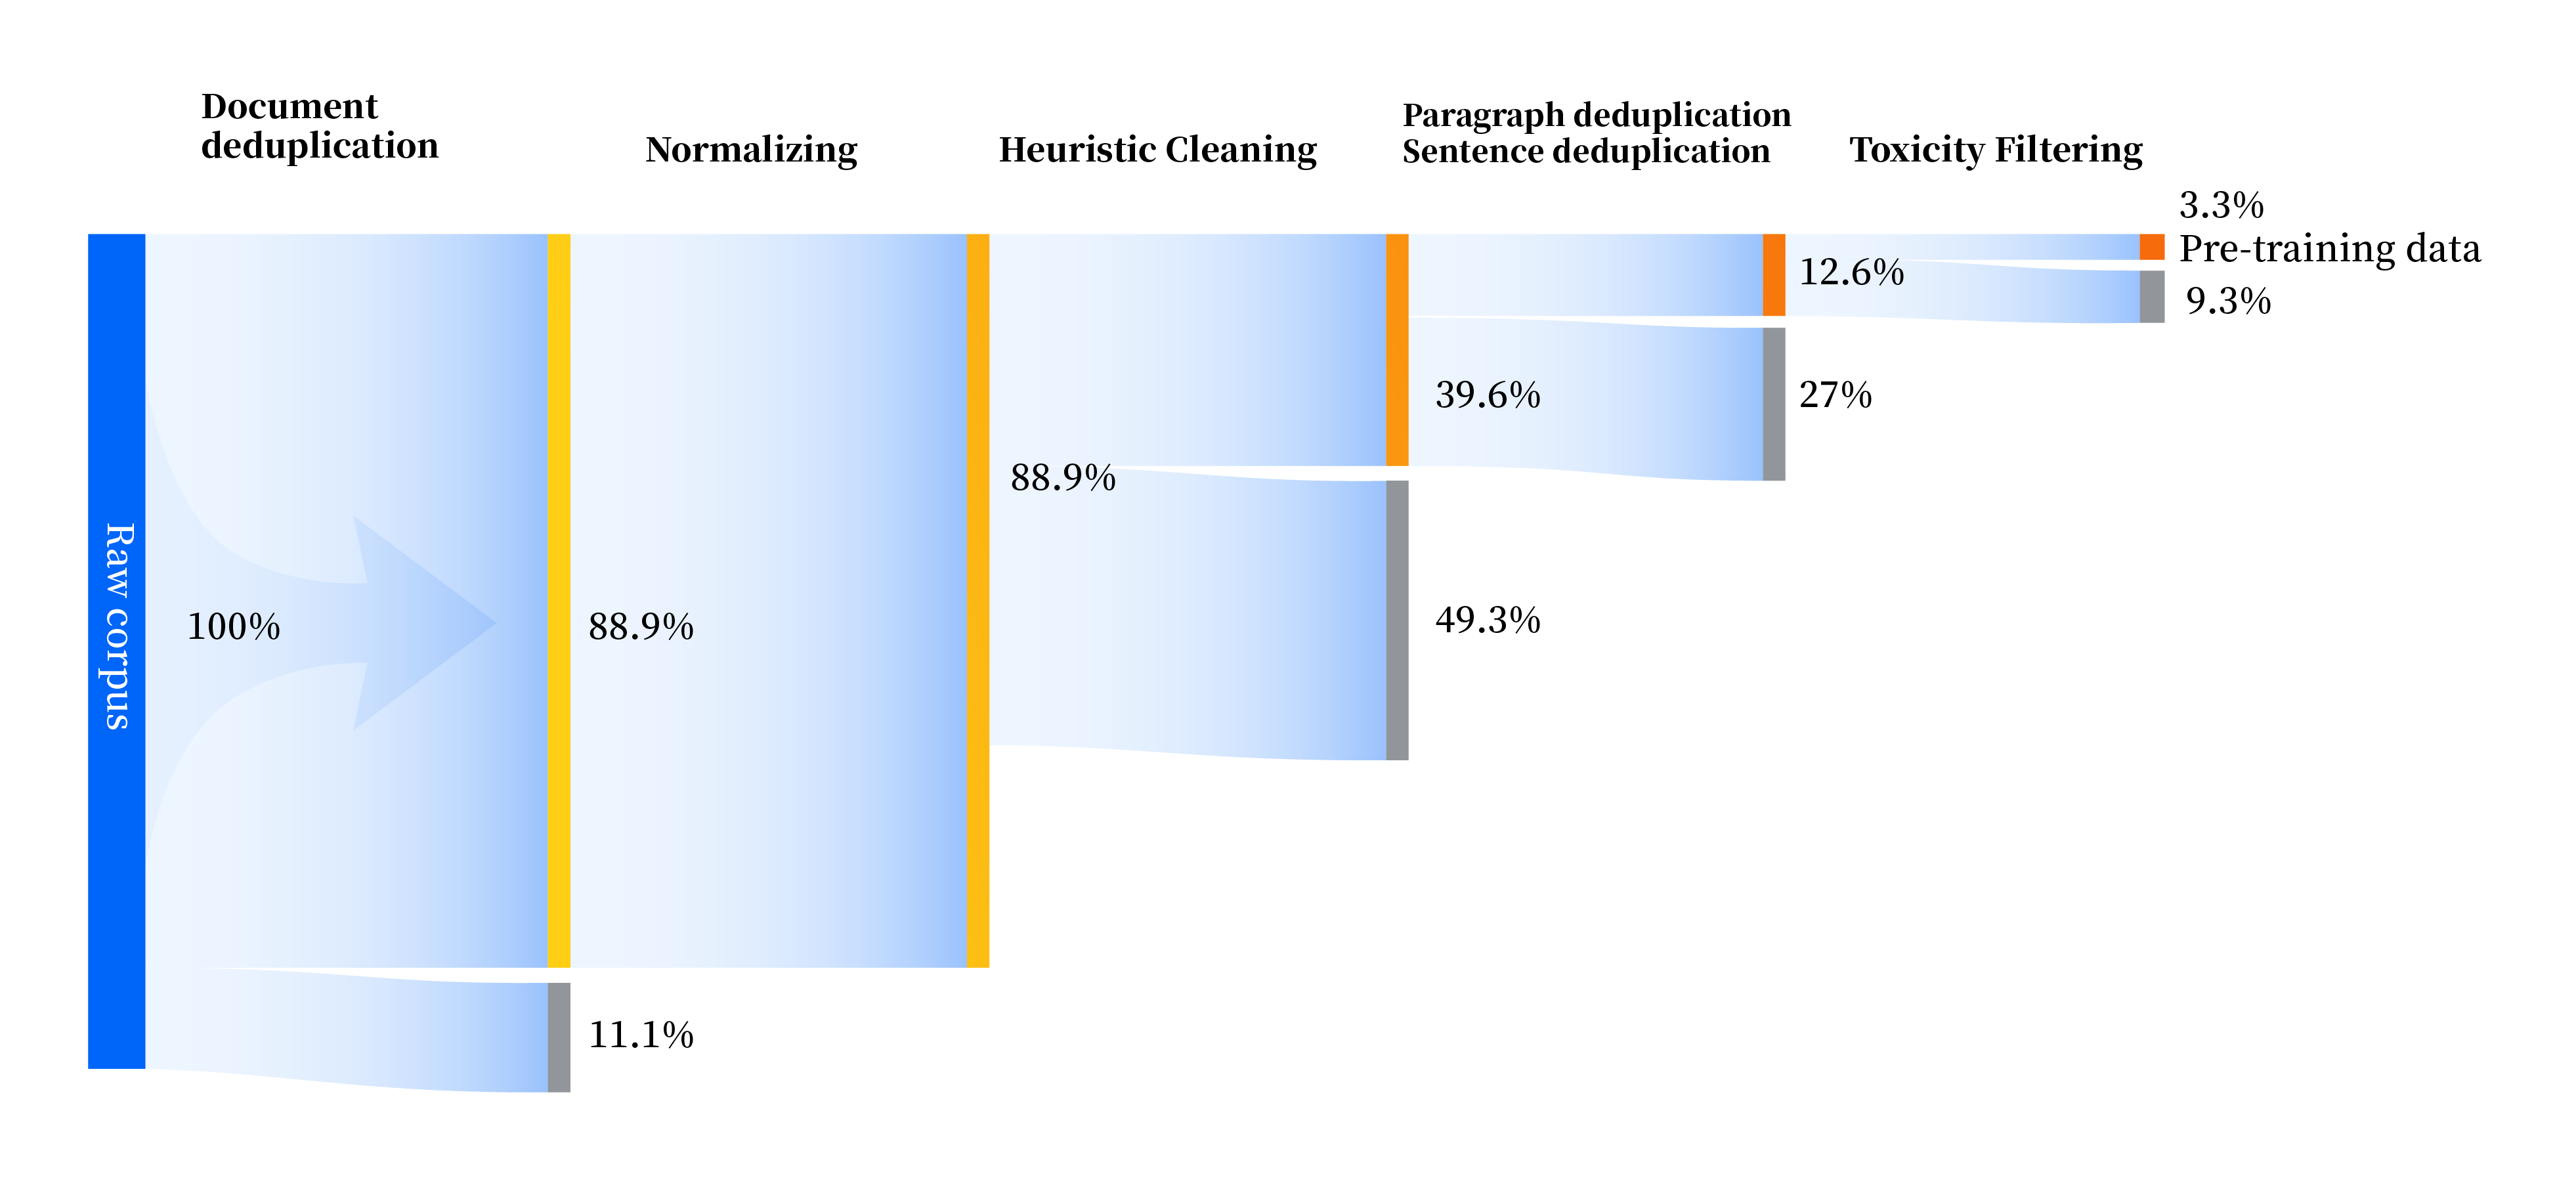 Document
deduplication
Normalizing
Heuristic Cleaning
Paragraph deduplication
Sentence deduplication
Toxicity Filtering
3.3%
Pre-training data
9.3%
12.6%
27%
39.6%
49.3%
88.9%
88.9%
11.1%
100%
Raw corpus